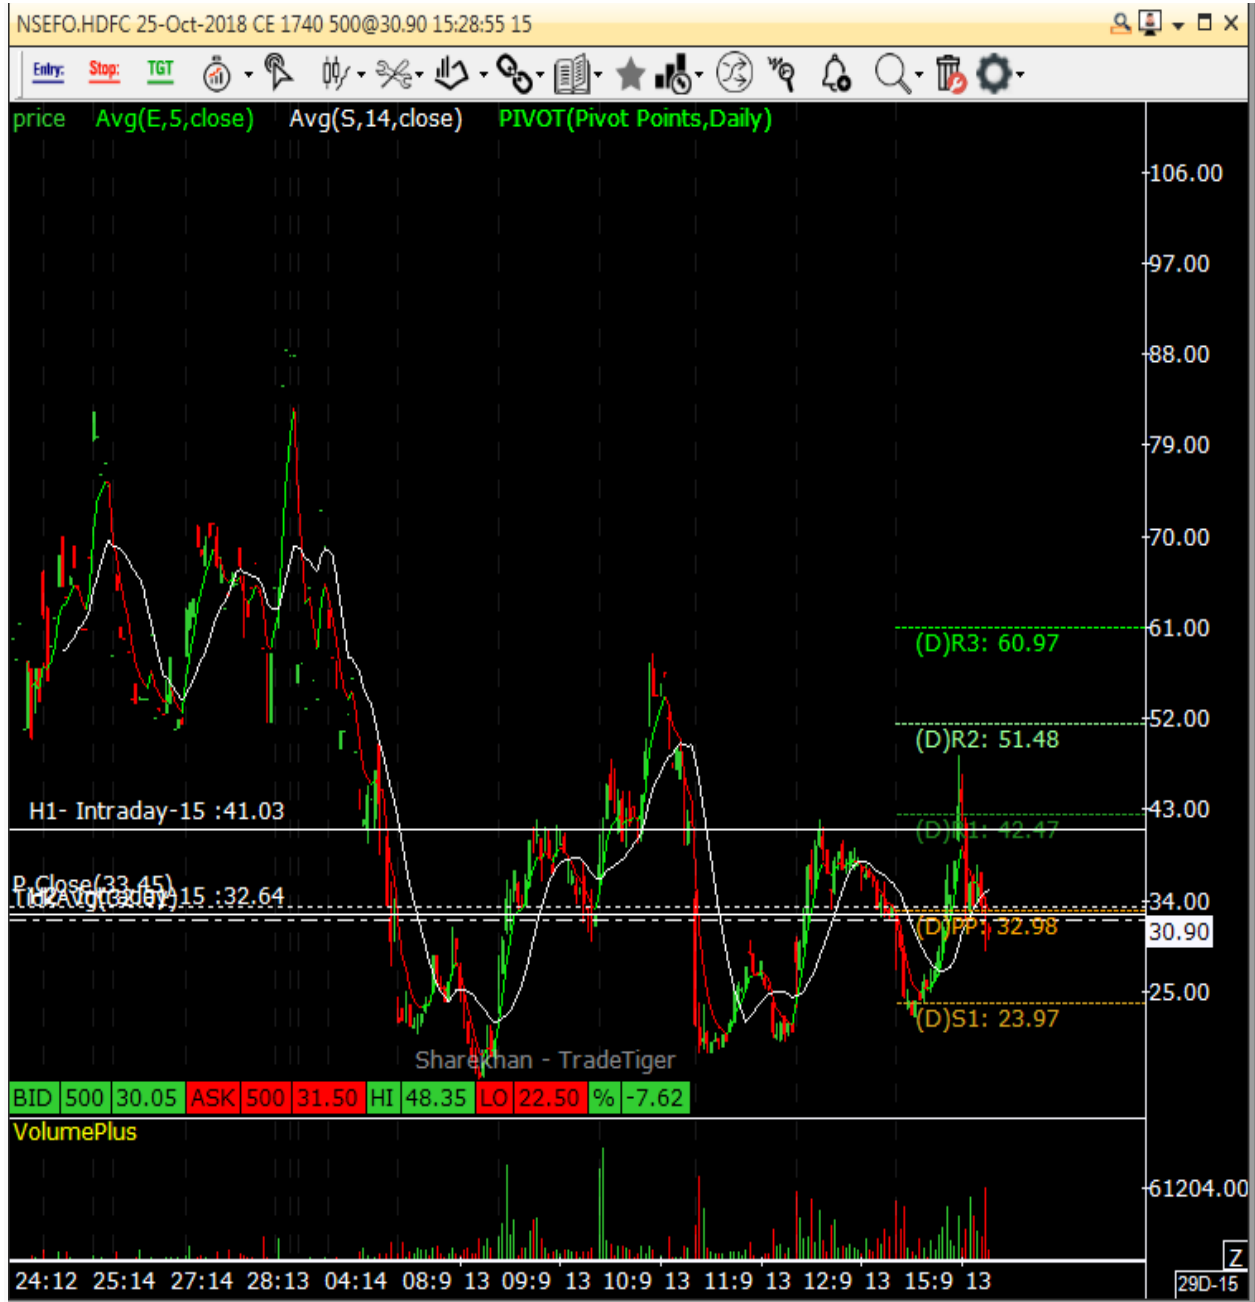 NSEFO.HDFC 25-Oct-2018 CE 1740 500@30.90 15:28:55 15
Entry: Stop: TGT
price Avg(E,5,close) Avg(S,14,close) PIVOT(Pivot Points,Daily)
106.00
97.00
88.00
79.00
70.00
61.00
(D)R3: 60.97
52.00
(D)R2: 51.48
43.00
H1- Intraday-15 :41.03
(D)R1: 42.47
P.Close(33.45)
15 :32.64
34.00
(D)PP: 32.98
30.90
25.00
(D)S1: 23.97
Sharekhan - TradeTiger
BID 500 30.05 ASK 500 31.50 HI 48.35 LO 22.50 % -7.62
VolumePlus
61204.00
Z
24:12 25:14 27:14 28:13 04:14 08:9 13 09:9 13 10:9 13 11:9 13 12:9 13 15:9 13
29D-15